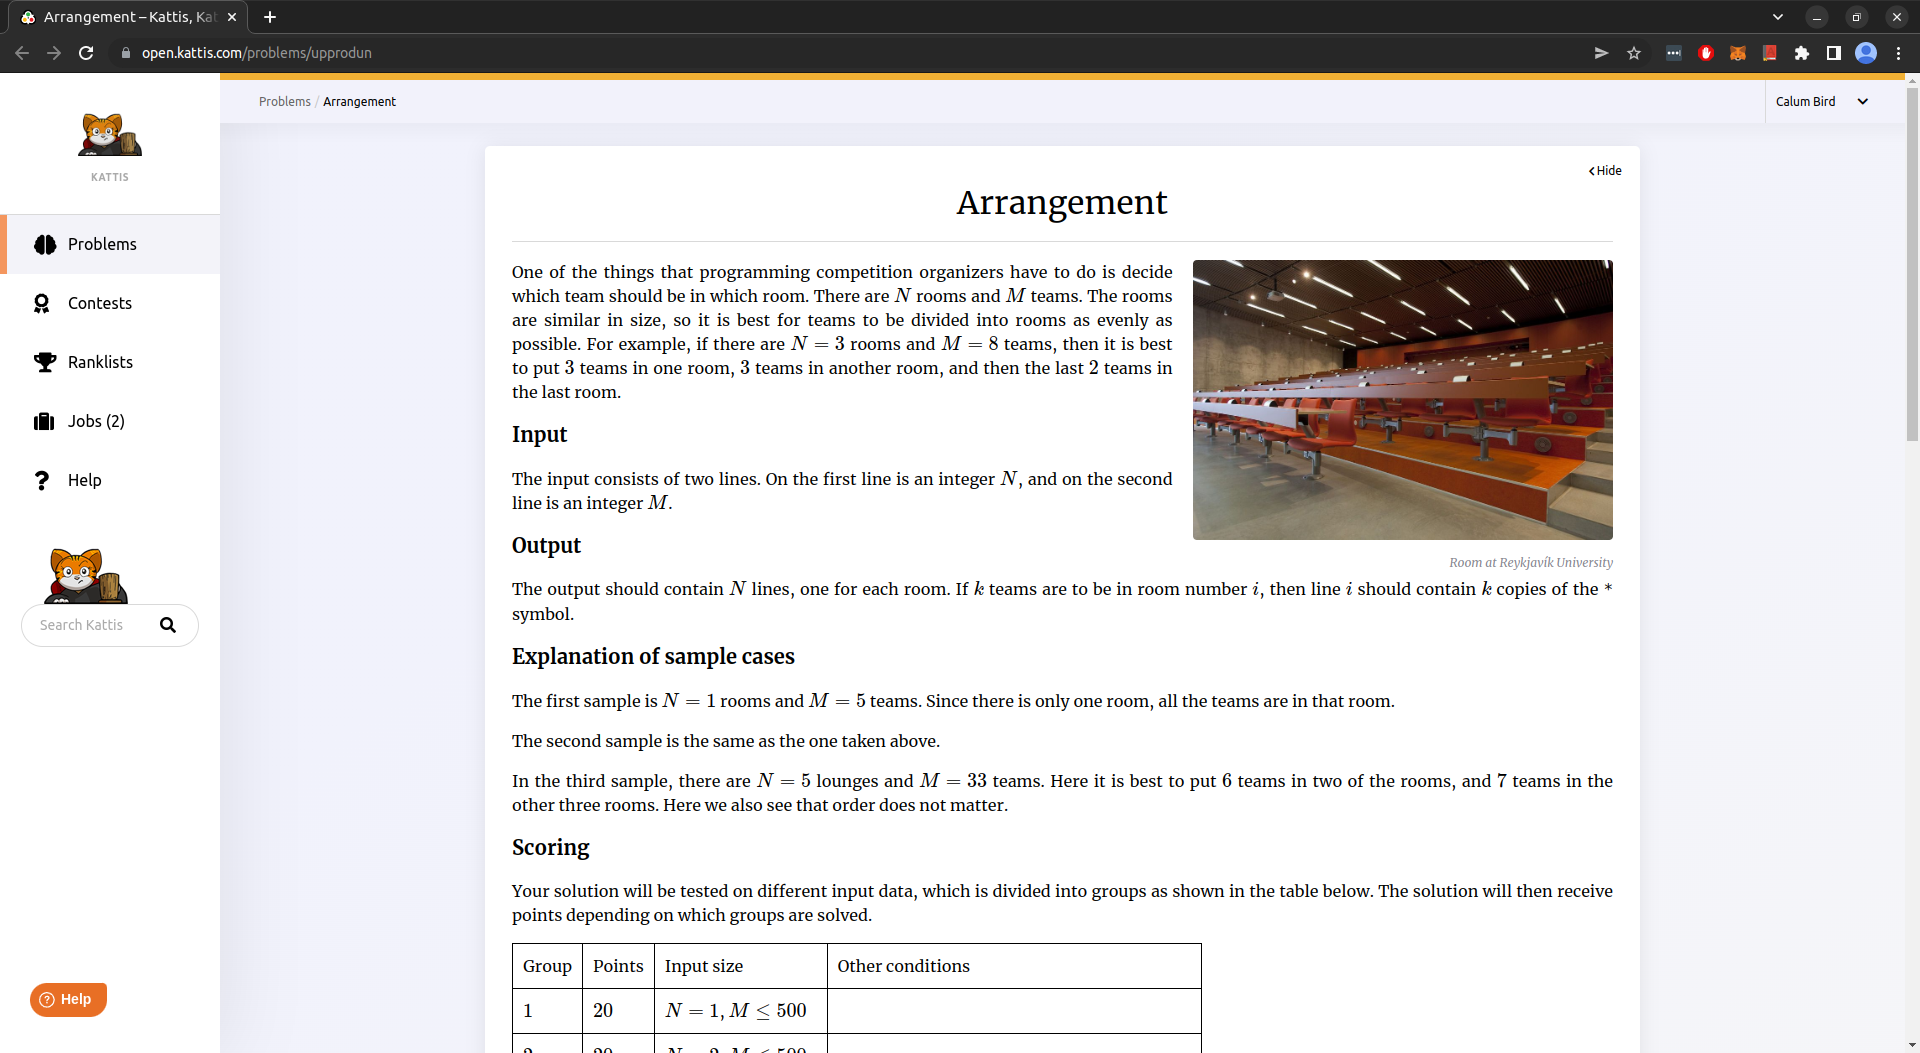 Arrangement – Kattis, Kat
open.kattis.com/problems/upprodun
KATTIS
Problems
Contests
Ranklists
Jobs (2)
Help
Search Kattis
Help
Problems / Arrangement
Calum Bird
Hide
Arrangement
One of the things that programming competition organizers have to do is decide
which team should be in which room. There are N rooms and M teams. The rooms
are similar in size, so it is best for teams to be divided into rooms as evenly as
possible. For example, if there are N = 3 rooms and M = 8 teams, then it is best
to put 3 teams in one room, 3 teams in another room, and then the last 2 teams in
the last room.
Input
The input consists of two lines. On the first line is an integer N, and on the second
line is an integer M.
Room at Reykjavík University
Output
The output should contain N lines, one for each room. If k teams are to be in room number i, then line i should contain k copies of the *
symbol.
Explanation of sample cases
The first sample is N = 1 rooms and M = 5 teams. Since there is only one room, all the teams are in that room.
The second sample is the same as the one taken above.
In the third sample, there are N = 5 lounges and M = 33 teams. Here it is best to put 6 teams in two of the rooms, and 7 teams in the
other three rooms. Here we also see that order does not matter.
Scoring
Your solution will be tested on different input data, which is divided into groups as shown in the table below. The solution will then receive
points depending on which groups are solved.
Group Points Input size Other conditions
1 20 N = 1, M ≤ 500
2 20 N = 2, M ≤ 500